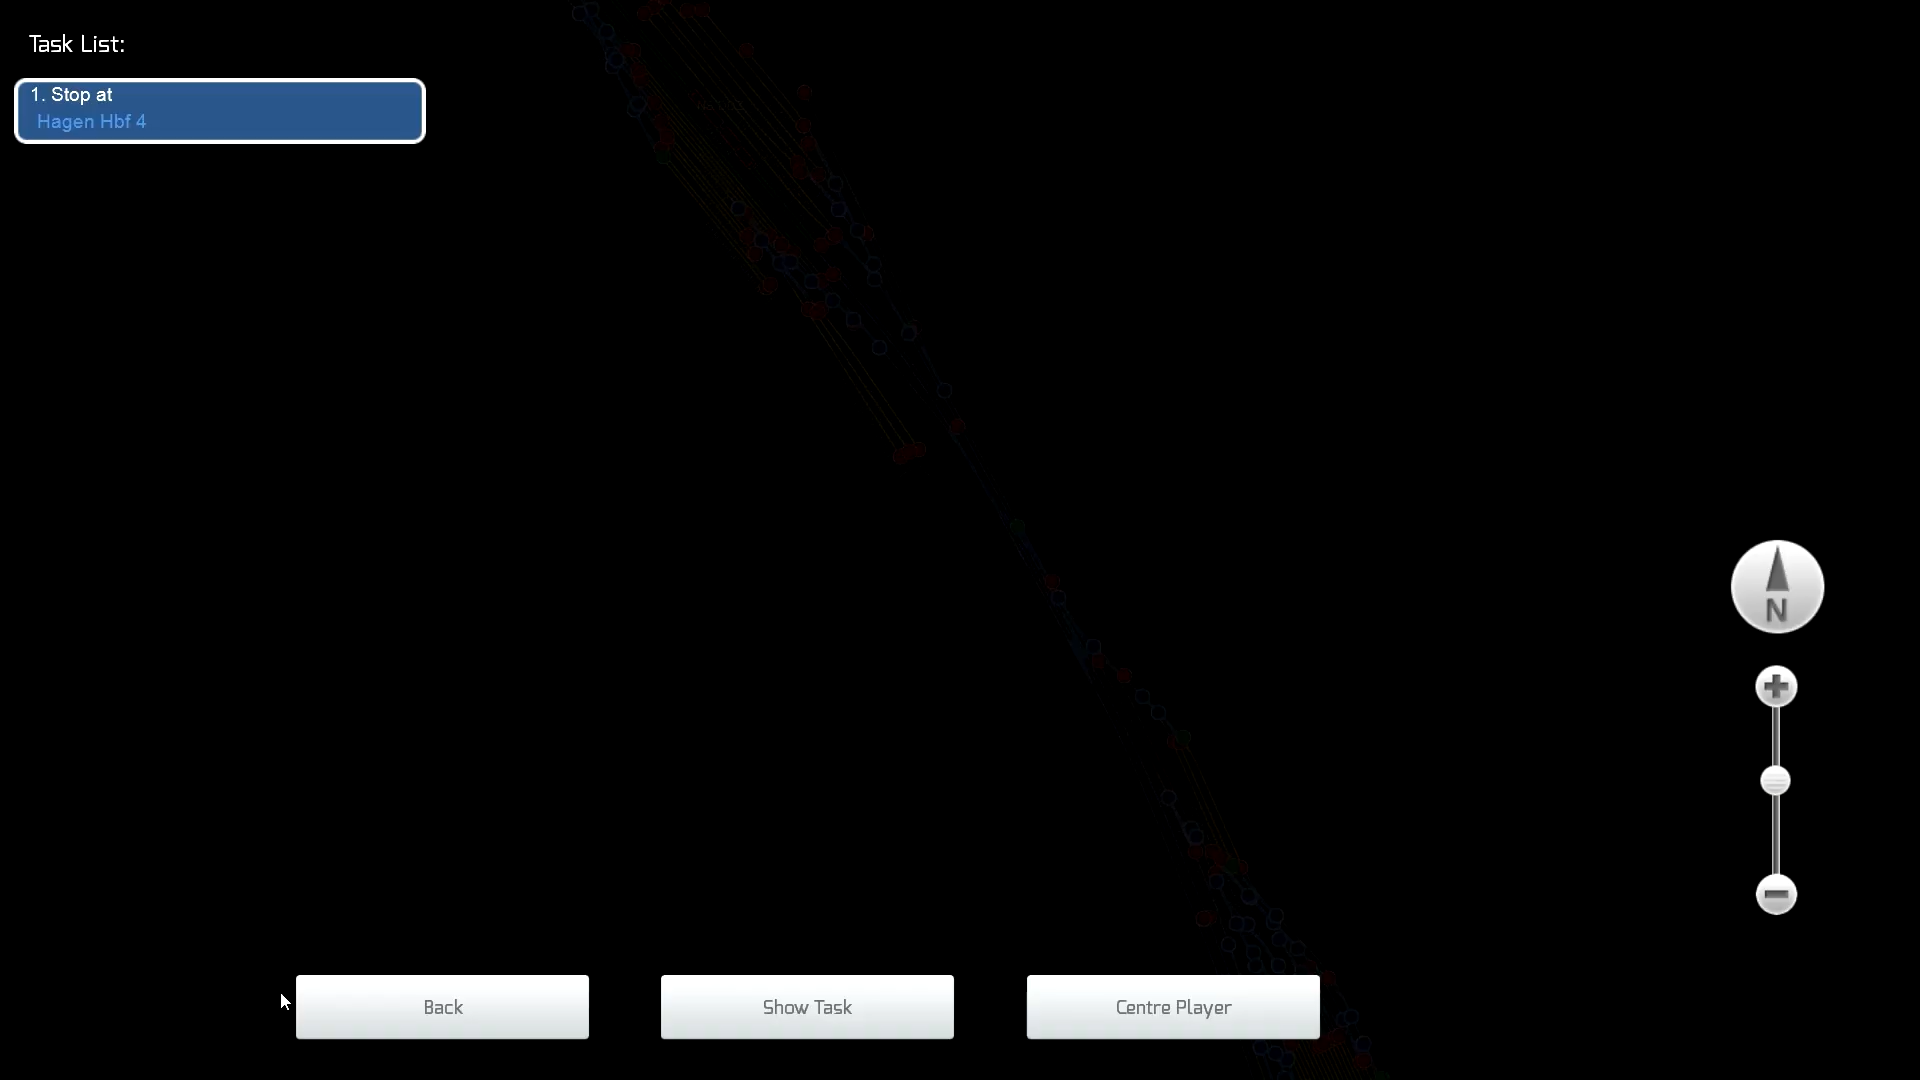 Task List:
1. Stop at
Hagen Hbf 4
N
Back
Show Task
Centre Player